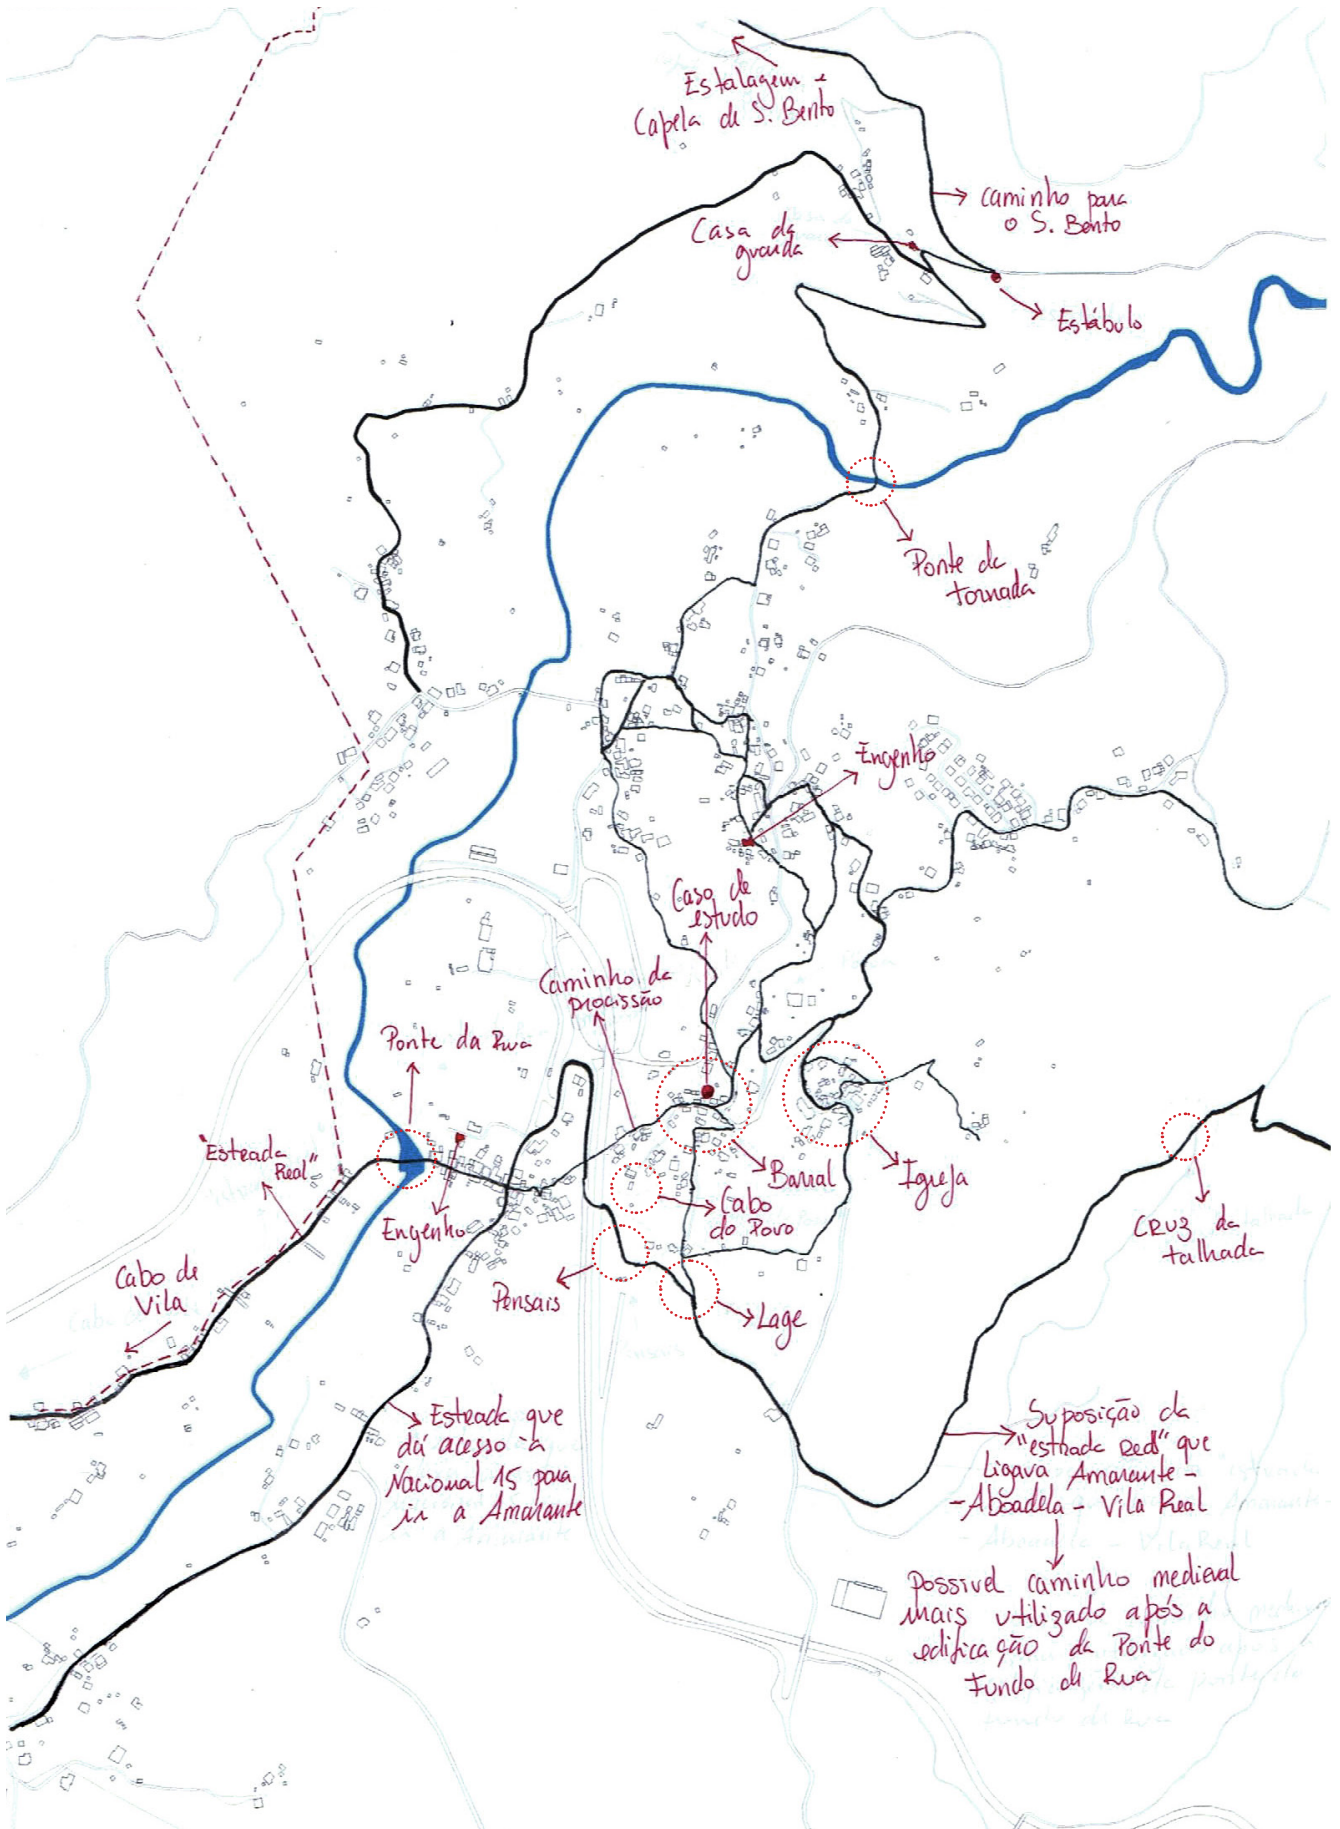 Estalagem e
Capela de S. Bento
caminho para
o S. Bento
Casa da
guarda
Estábulo
Ponte da
tornada
Engenho
Caso de
estudo
Caminho da
procissão
Ponte da Rua
"Estrada
Real"
Engenho
Barral
Igreja
Cabo
do Povo
CRUZ da
talhada
Cabo de
Vila
Pensais
Lage
Estrada que
dá acesso à
Nacional 15 para
ir a Amarante
Suposição da
"estrada Real" que
Ligava Amarante -
- Aboadela - Vila Real
Possivel caminho medieval
mais utilizado após a
edificação da Ponte do
Fundo de Rua